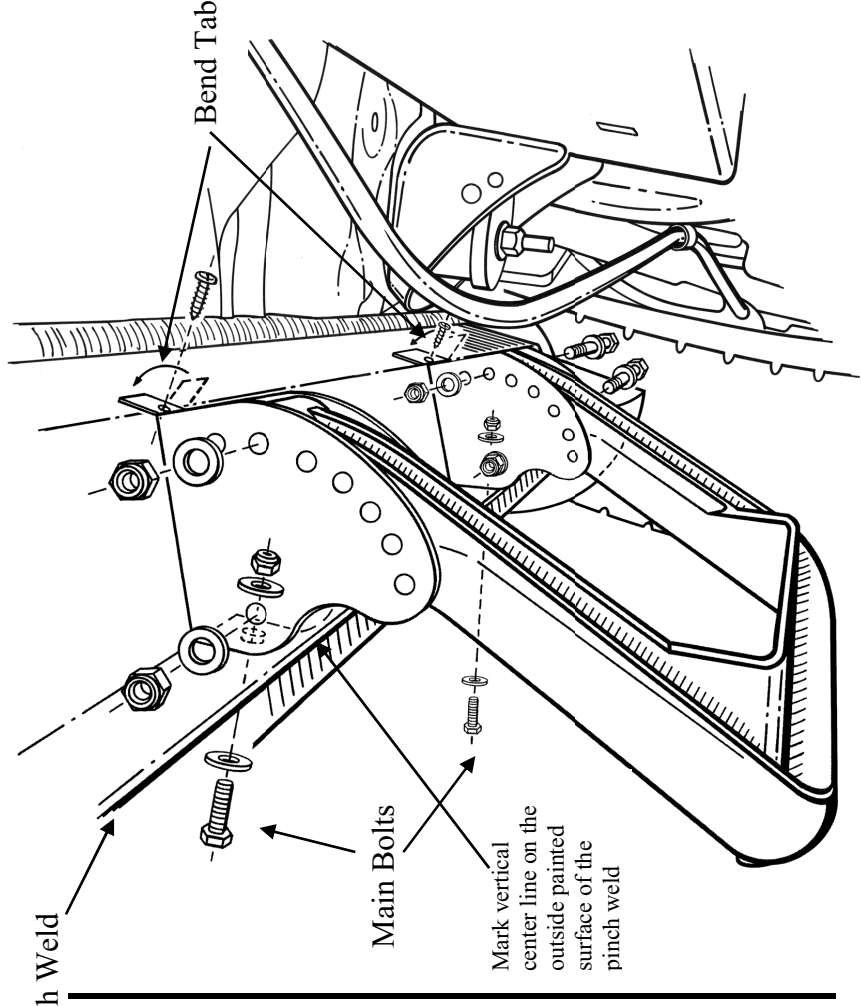 h Weld
Bend Tab
Main Bolts
Mark vertical
center line on the
outside painted
surface of the
pinch weld